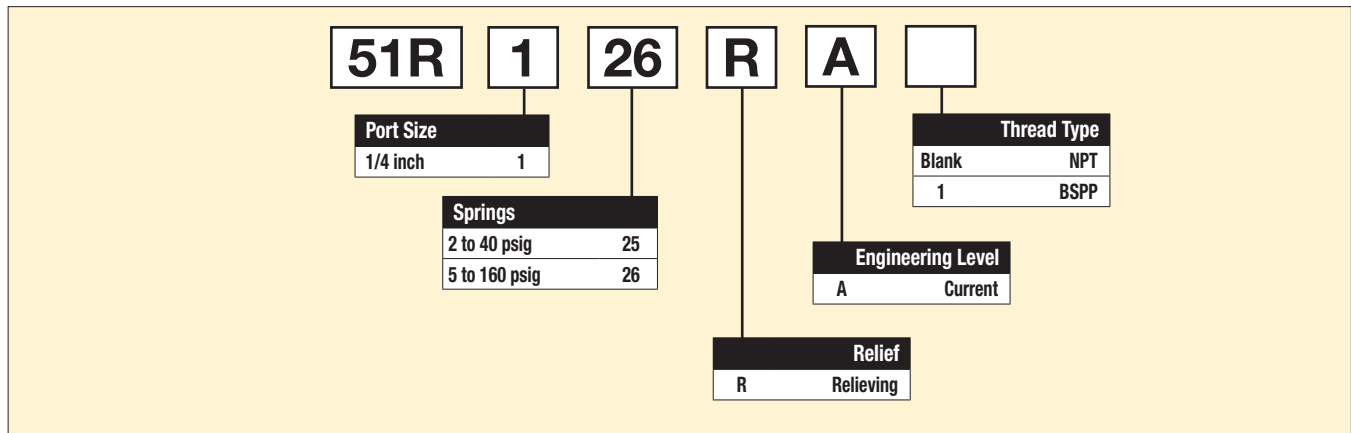 51R 1 26 R A
Port Size
1/4 inch 1
Springs
2 to 40 psig 25
5 to 160 psig 26
Thread Type
Blank NPT
1 BSPP
Engineering Level
A Current
Relief
R Relieving